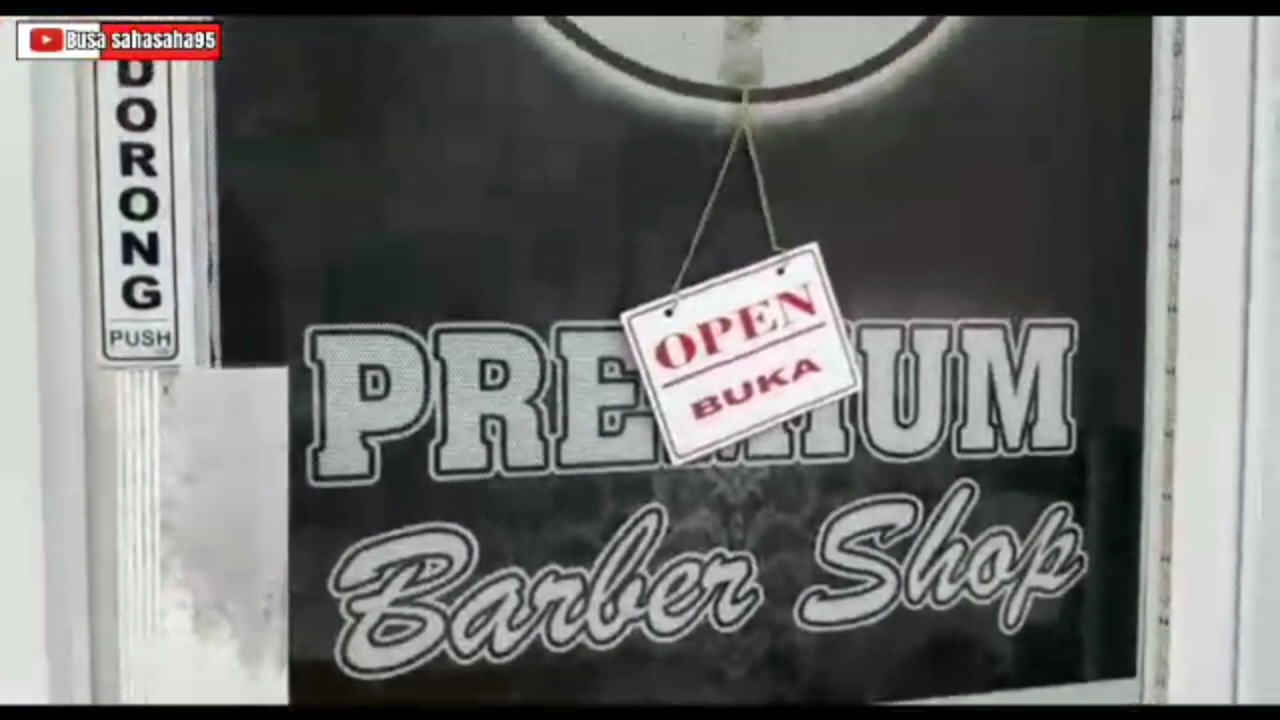 Busa sahasaha95
DORONG
PUSH
OPEN
BUKA
PREMIUM
Barber Shop